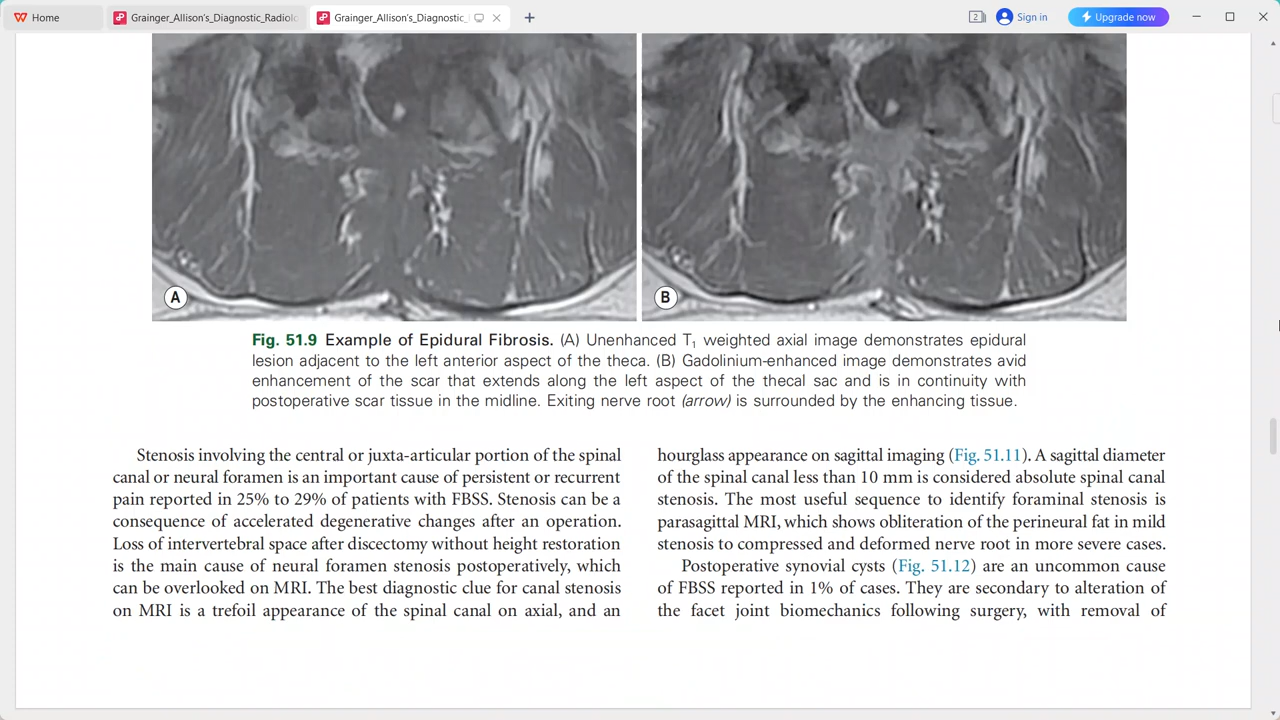 Home
Grainger_Allison's_Diagnostic_Radiolo
Grainger_Allison's_Diagnostic_
2
Sign in
Upgrade now
A
B
Fig. 51.9 Example of Epidural Fibrosis. (A) Unenhanced T1 weighted axial image demonstrates epidural
lesion adjacent to the left anterior aspect of the theca. (B) Gadolinium-enhanced image demonstrates avid
enhancement of the scar that extends along the left aspect of the thecal sac and is in continuity with
postoperative scar tissue in the midline. Exiting nerve root (arrow) is surrounded by the enhancing tissue.
Stenosis involving the central or juxta-articular portion of the spinal
canal or neural foramen is an important cause of persistent or recurrent
pain reported in 25% to 29% of patients with FBSS. Stenosis can be a
consequence of accelerated degenerative changes after an operation.
Loss of intervertebral space after discectomy without height restoration
is the main cause of neural foramen stenosis postoperatively, which
can be overlooked on MRI. The best diagnostic clue for canal stenosis
on MRI is a trefoil appearance of the spinal canal on axial, and an
hourglass appearance on sagittal imaging (Fig. 51.11). A sagittal diameter
of the spinal canal less than 10 mm is considered absolute spinal canal
stenosis. The most useful sequence to identify foraminal stenosis is
parasagittal MRI, which shows obliteration of the perineural fat in mild
stenosis to compressed and deformed nerve root in more severe cases.
Postoperative synovial cysts (Fig. 51.12) are an uncommon cause
of FBSS reported in 1% of cases. They are secondary to alteration of
the facet joint biomechanics following surgery, with removal of